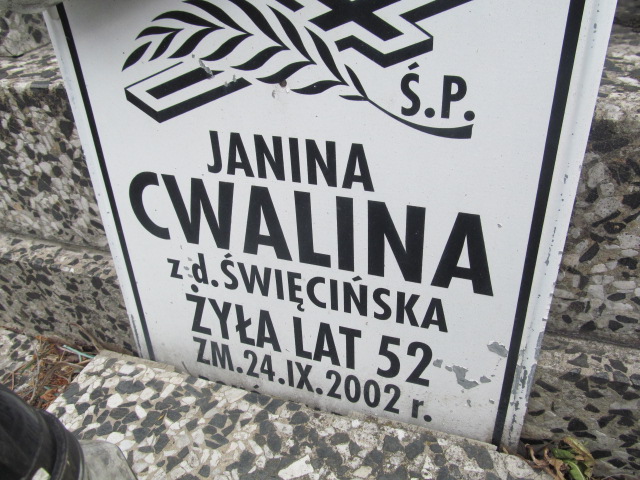 Ś.P.
JANINA
CWALINA
z d. ŚWIĘCIŃSKA
ŻYŁA LAT 52
ZM. 24.IX.2002 r.